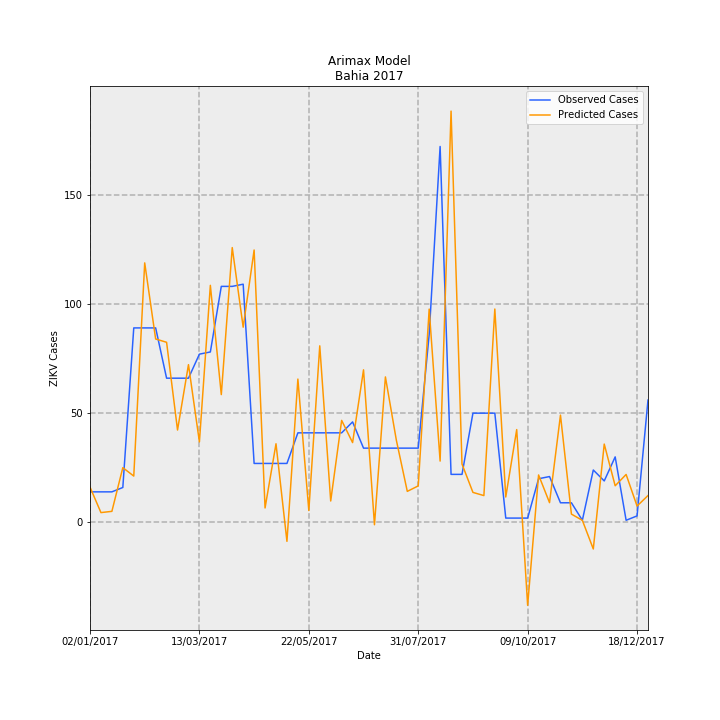 Arimax Model
Bahia 2017
Observed Cases
Predicted Cases
ZIKV Cases
150
100
50
0
02/01/2017 13/03/2017 22/05/2017 31/07/2017 09/10/2017 18/12/2017
Date